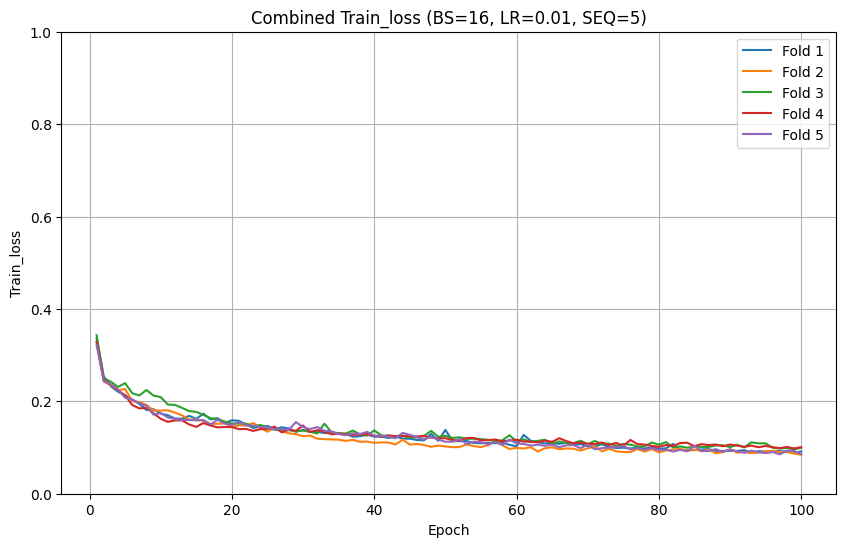 Combined Train_loss (BS=16, LR=0.01, SEQ=5)
Fold 1
Fold 2
Fold 3
Fold 4
Fold 5
Train_loss
1.0
0.8
0.6
0.4
0.2
0.0
0 20 40 60 80 100
Epoch